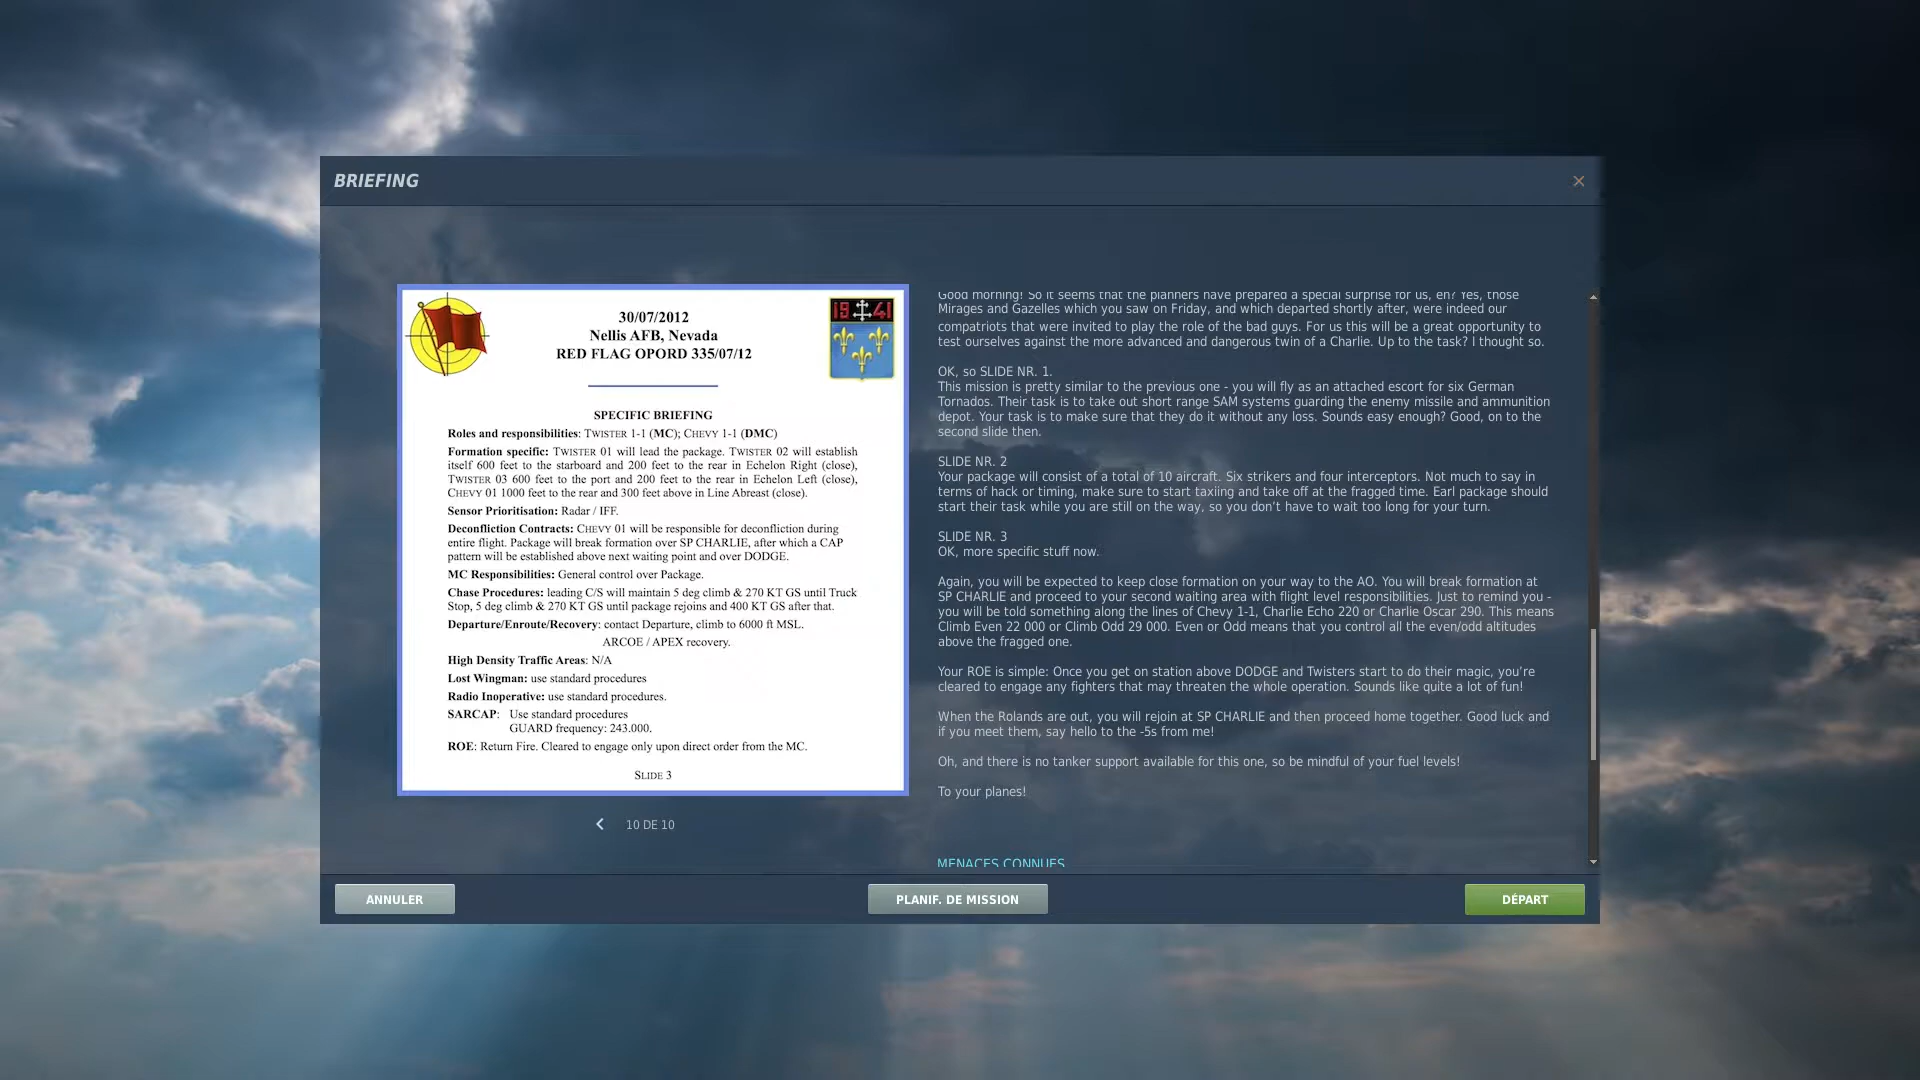 BRIEFING
19 41
30/07/2012
Nellis AFB, Nevada
RED FLAG OPORD 335/07/12
SPECIFIC BRIEFING
Roles and responsibilities: TWISTER 1-1 (MC); CHEVY 1-1 (DMC)
Formation specific: TWISTER 01 will lead the package. TWISTER 02 will establish
itself 600 feet to the starboard and 200 feet to the rear in Echelon Right (close),
TWISTER 03 600 feet to the port and 200 feet to the rear in Echelon Left (close),
CHEVY 01 1000 feet to the rear and 300 feet above in Line Abreast (close).
Sensor Prioritisation: Radar / IFF.
Deconfliction Contracts: CHEVY 01 will be responsible for deconfliction during
entire flight. Package will break formation over SP CHARLIE, after which a CAP
pattern will be established above next waiting point and over DODGE.
MC Responsibilities: General control over Package.
Chase Procedures: leading C/S will maintain 5 deg climb & 270 KT GS until Truck
Stop, 5 deg climb & 270 KT GS until package rejoins and 400 KT GS after that.
Departure/Enroute/Recovery: contact Departure, climb to 6000 ft MSL.
ARCOE / APEX recovery.
High Density Traffic Areas: N/A
Lost Wingman: use standard procedures
Radio Inoperative: use standard procedures.
SARCAP: Use standard procedures
GUARD frequency: 243.000.
ROE: Return Fire. Cleared to engage only upon direct order from the MC.
SLIDE 3
10 DE 10
Good morning! So it seems that the planners have prepared a special surprise for us, eh? Yes, those
Mirages and Gazelles which you saw on Friday, and which departed shortly after, were indeed our
compatriots that were invited to play the role of the bad guys. For us this will be a great opportunity to
test ourselves against the more advanced and dangerous twin of a Charlie. Up to the task? I thought so.
OK, so SLIDE NR. 1.
This mission is pretty similar to the previous one - you will fly as an attached escort for six German
Tornados. Their task is to take out short range SAM systems guarding the enemy missile and ammunition
depot. Your task is to make sure that they do it without any loss. Sounds easy enough? Good, on to the
second slide then.
SLIDE NR. 2
Your package will consist of a total of 10 aircraft. Six strikers and four interceptors. Not much to say in
terms of hack or timing, make sure to start taxiing and take off at the fragged time. Earl package should
start their task while you are still on the way, so you don't have to wait too long for your turn.
SLIDE NR. 3
OK, more specific stuff now.
Again, you will be expected to keep close formation on your way to the AO. You will break formation at
SP CHARLIE and proceed to your second waiting area with flight level responsibilities. Just to remind you -
you will be told something along the lines of Chevy 1-1, Charlie Echo 220 or Charlie Oscar 290. This means
Climb Even 22 000 or Climb Odd 29 000. Even or Odd means that you control all the even/odd altitudes
above the fragged one.
Your ROE is simple: Once you get on station above DODGE and Twisters start to do their magic, you're
cleared to engage any fighters that may threaten the whole operation. Sounds like quite a lot of fun!
When the Rolands are out, you will rejoin at SP CHARLIE and then proceed home together. Good luck and
if you meet them, say hello to the -5s from me!
Oh, and there is no tanker support available for this one, so be mindful of your fuel levels!
To your planes!
MENACES CONNUES
ANNULER
PLANIF. DE MISSION
DÉPART